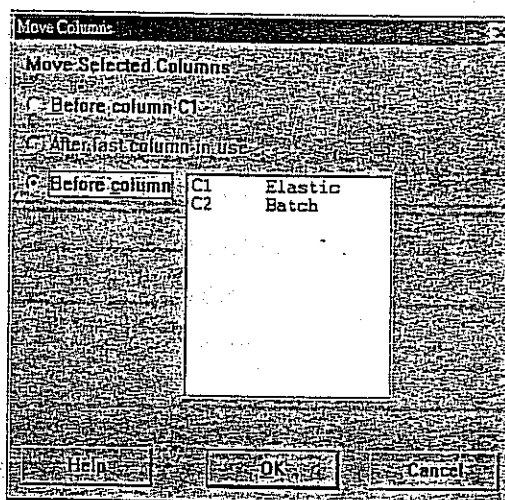 Move Columns
Move Selected Columns
Before column C1
After last column in use
Before column
C1 Elastic
C2 Batch
Help
OK
Cancel